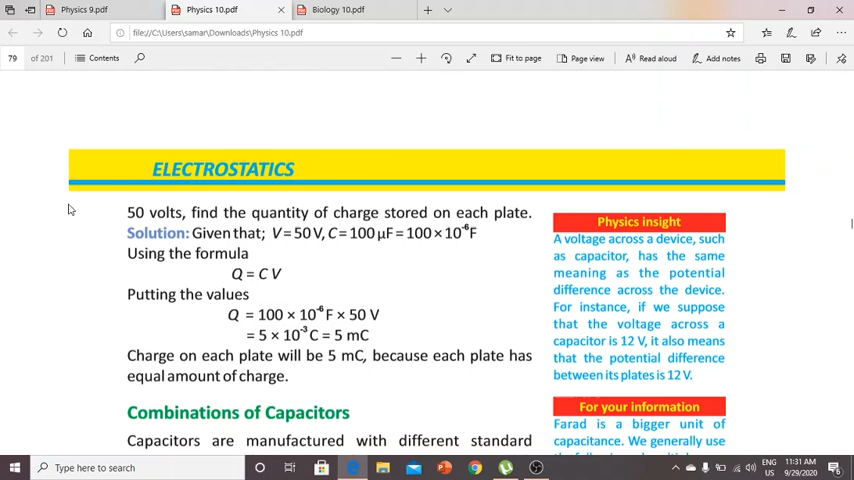 Physics 9.pdf
Physics 10.pdf
Biology 10.pdf
file:///C:/Users/samar/Downloads/Physics 10.pdf
79 of 201
Contents
Fit to page
Page view
Read aloud
Add notes
ELECTROSTATICS
50 volts, find the quantity of charge stored on each plate.
Solution: Given that; V = 50 V, C = 100 μF = 100 × 10⁻⁶F
Using the formula
Q = C V
Putting the values
Q = 100 × 10⁻⁶ F × 50 V
= 5 × 10⁻³ C = 5 mC
Charge on each plate will be 5 mC, because each plate has
equal amount of charge.
Combinations of Capacitors
Capacitors are manufactured with different standard
Physics insight
A voltage across a device, such
as capacitor, has the same
meaning as the potential
difference across the device.
For instance, if we suppose
that the voltage across a
capacitor is 12 V, it also means
that the potential difference
between its plates is 12 V.
For your information
Farad is a bigger unit of
capacitance. We generally use
Type here to search
ENG
US
11:31 AM
9/29/2020